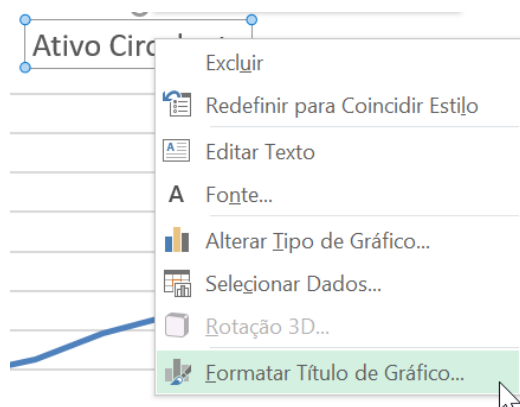 Ativo
Excluir
Redefinir para Coincidir Estilo
Editar Texto
A Fonte...
Alterar Tipo de Gráfico...
Selecionar Dados...
Rotação 3D...
Formatar Título de Gráfico...